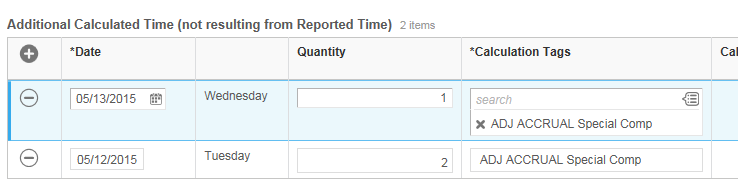 Additional Calculated Time (not resulting from Reported Time) 2 items
*Date Quantity *Calculation Tags Cal
05/13/2015 Wednesday 1 search
ADJ ACCRUAL Special Comp
05/12/2015 Tuesday 2 ADJ ACCRUAL Special Comp